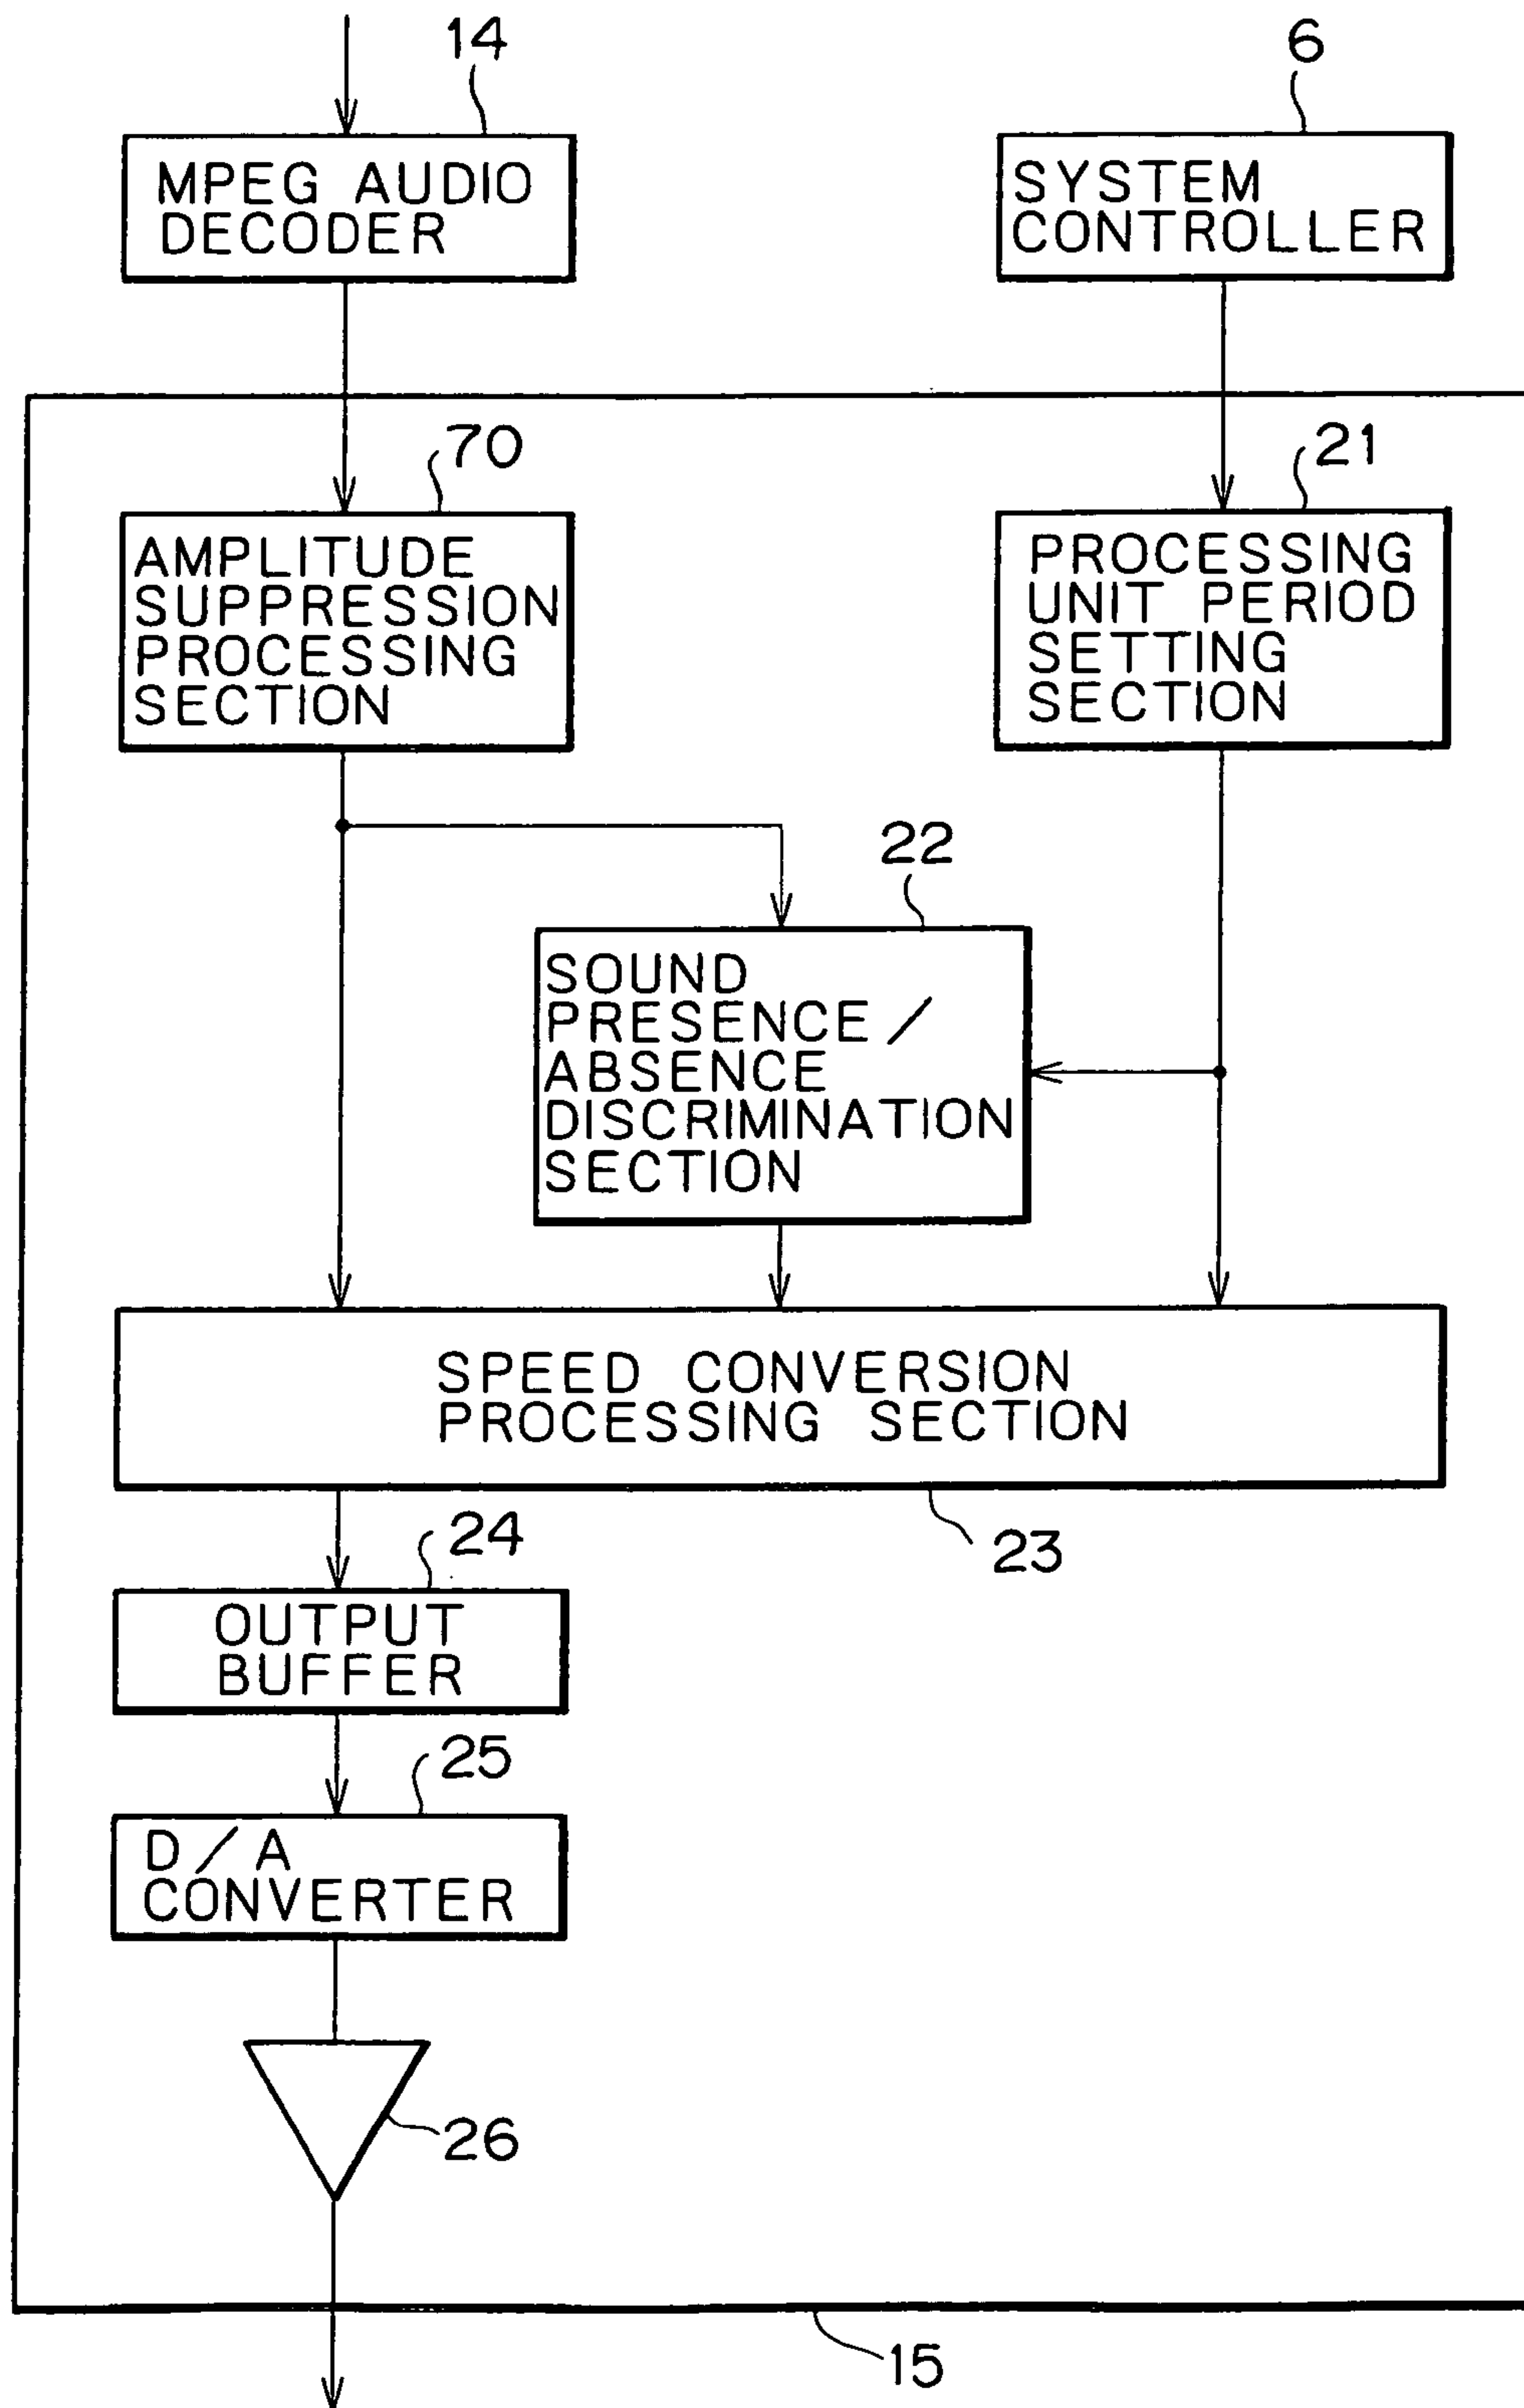 14
6
MPEG AUDIO
DECODER
SYSTEM
CONTROLLER
70
21
AMPLITUDE
SUPPRESSION
PROCESSING
SECTION
PROCESSING
UNIT PERIOD
SETTING
SECTION
22
SOUND
PRESENCE /
ABSENCE
DISCRIMINATION
SECTION
SPEED CONVERSION
PROCESSING SECTION
23
24
OUTPUT
BUFFER
25
D / A
CONVERTER
26
15